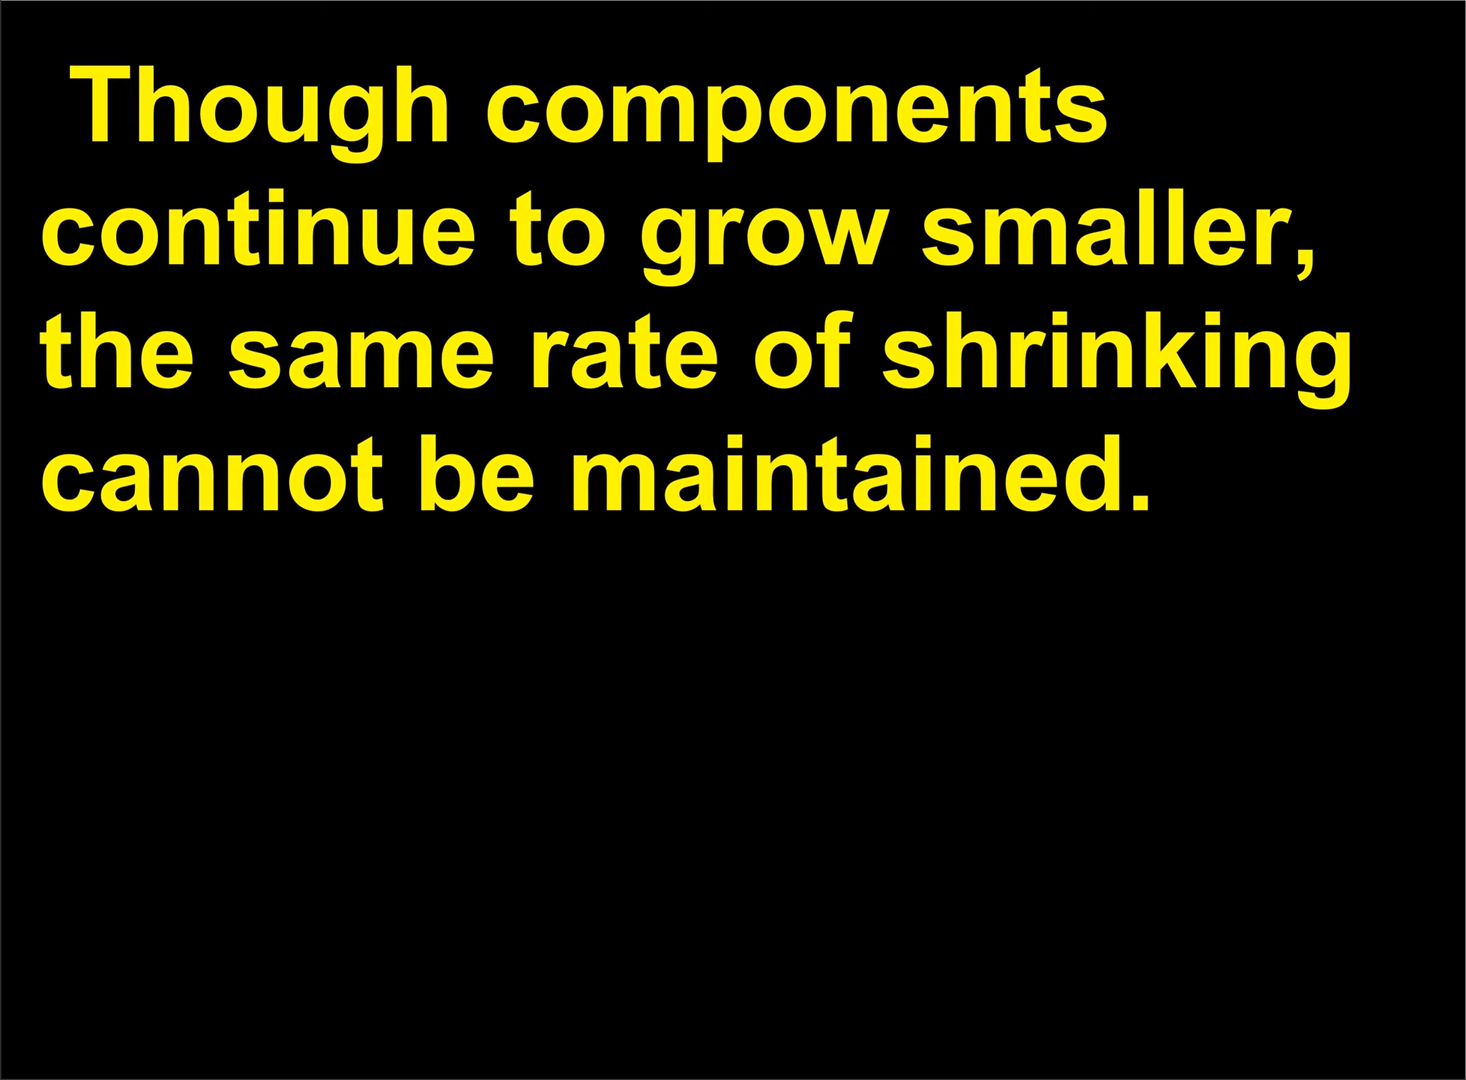 Though components
continue to grow smaller,
the same rate of shrinking
cannot be maintained.